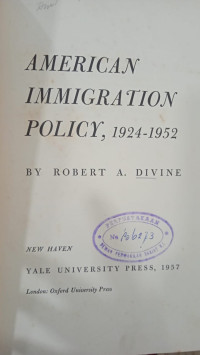 AMERICAN
IMMIGRATION
POLICY, 1924-1952
BY ROBERT A. DIVINE
NEW HAVEN
YALE UNIVERSITY PRESS, 1957
London: Oxford University Press